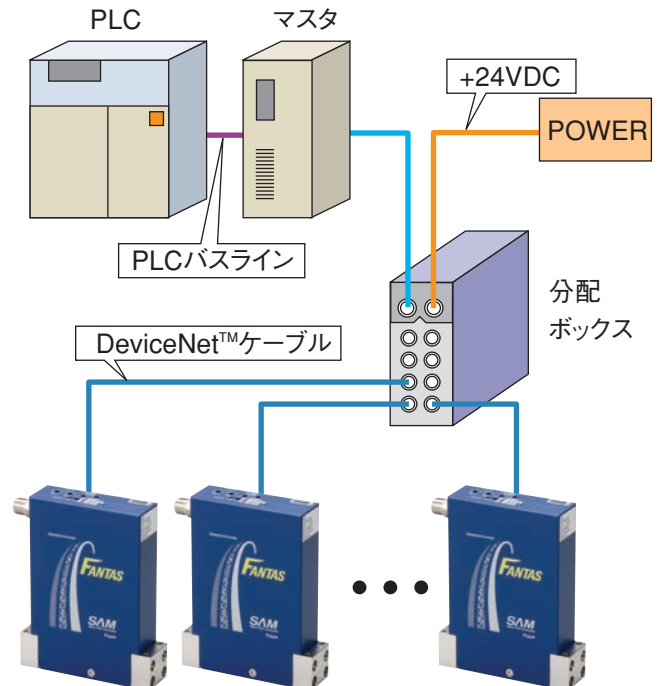 PLC
マスタ
+24VDC
POWER
PLCバスライン
分配
ボックス
DeviceNet™ケーブル
FANTAS
SAM
FANTAS
SAM
FANTAS
SAM